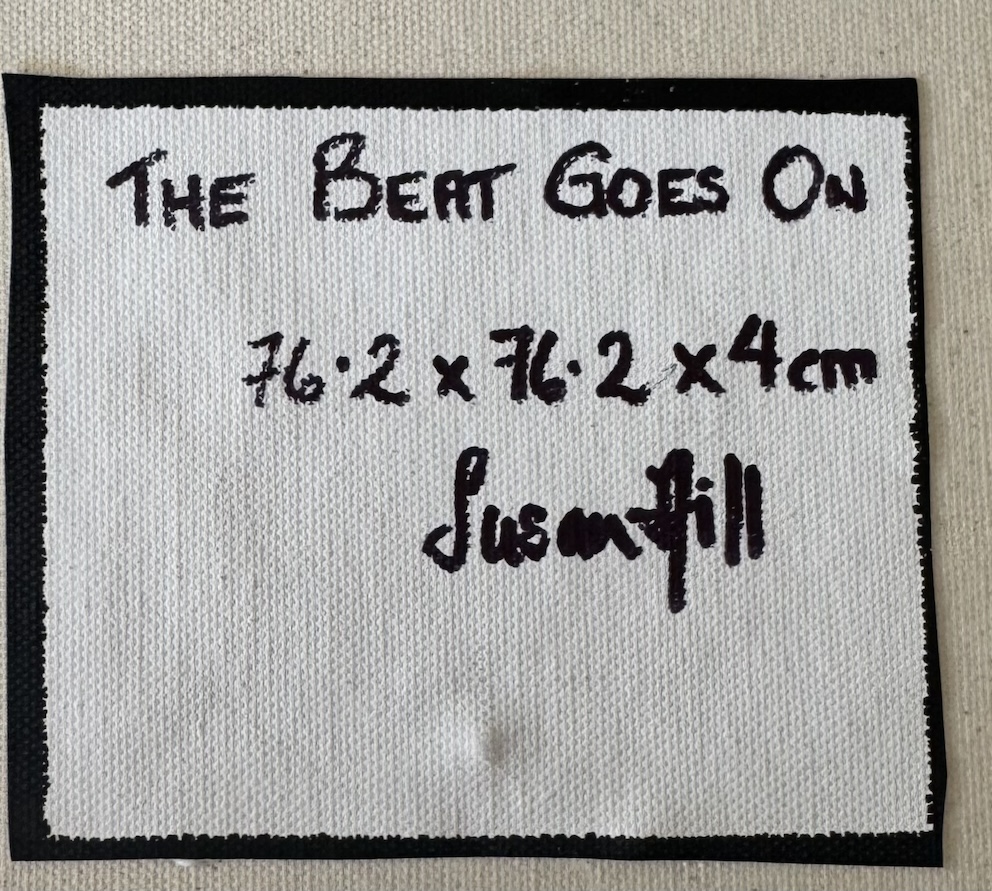 THE BEAT GOES ON
76·2 x 76·2 x 4cm
Susan Hill